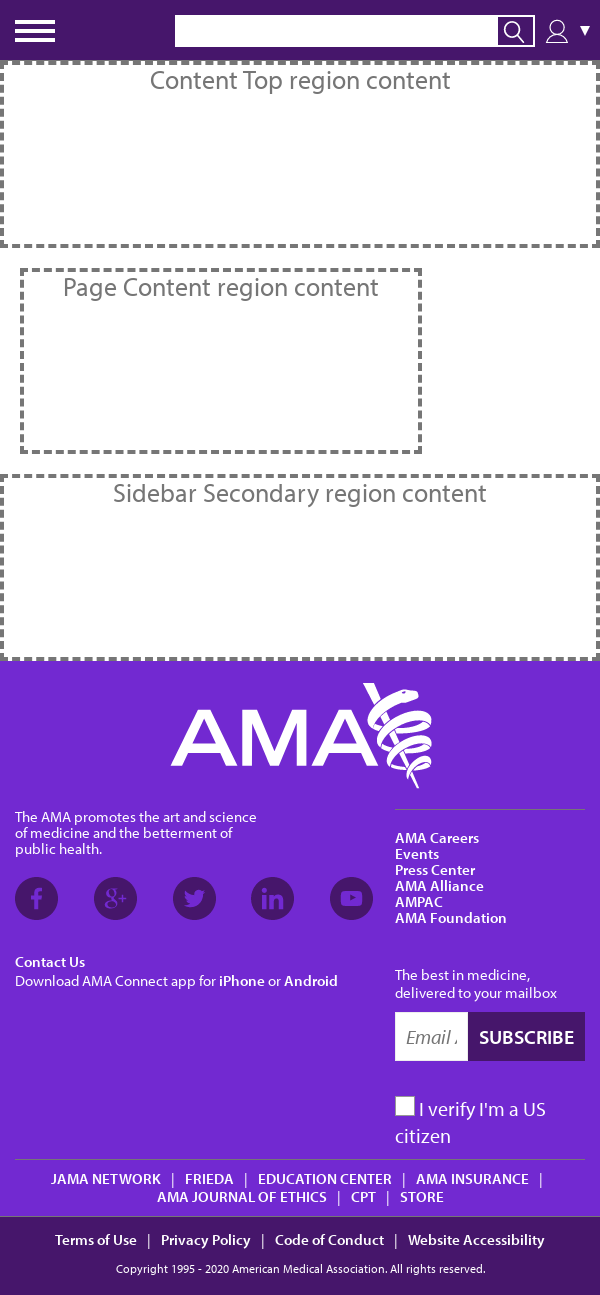 Content Top region content
Page Content region content
Sidebar Secondary region content
AMA
The AMA promotes the art and science
of medicine and the betterment of
public health.
Contact Us
Download AMA Connect app for iPhone or Android
AMA Careers
Events
Press Center
AMA Alliance
AMPAC
AMA Foundation
The best in medicine,
delivered to your mailbox
Email A SUBSCRIBE
I verify I'm a US
citizen
JAMA NETWORK | FRIEDA | EDUCATION CENTER | AMA INSURANCE |
AMA JOURNAL OF ETHICS | CPT | STORE
Terms of Use | Privacy Policy | Code of Conduct | Website Accessibility
Copyright 1995 - 2020 American Medical Association. All rights reserved.